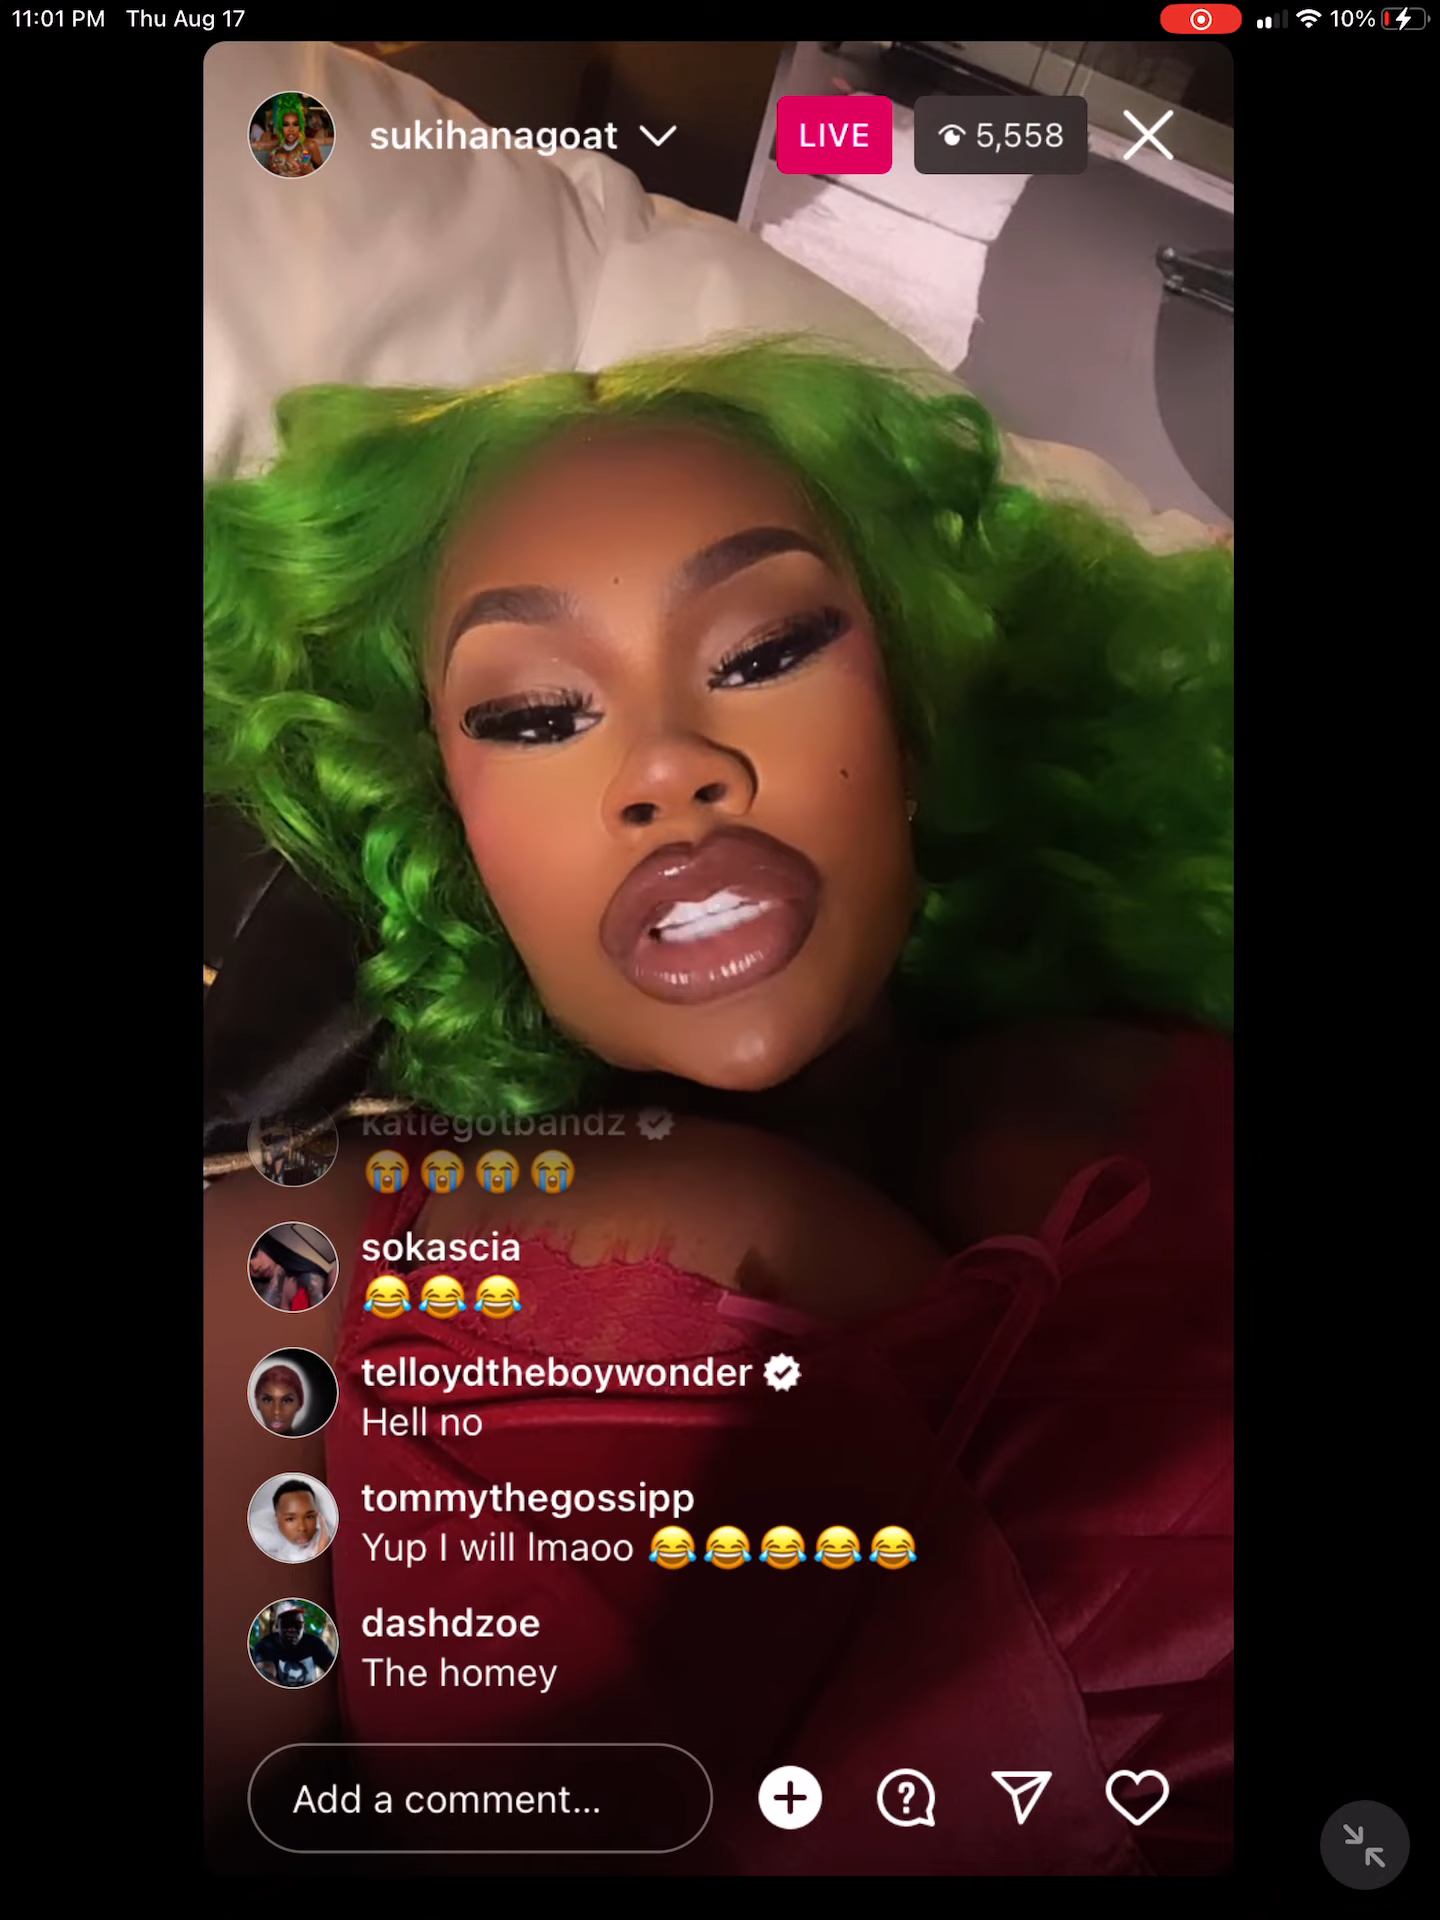 11:01 PM Thu Aug 17
10%
sukihanagoat
LIVE
5,558
katiegotbandz
😭😭😭😭
sokascia
😂😂😂
telloydtheboywonder
Hell no
tommythegossipp
Yup I will lmaoo 😂😂😂😂😂
dashdzoe
The homey
Add a comment...